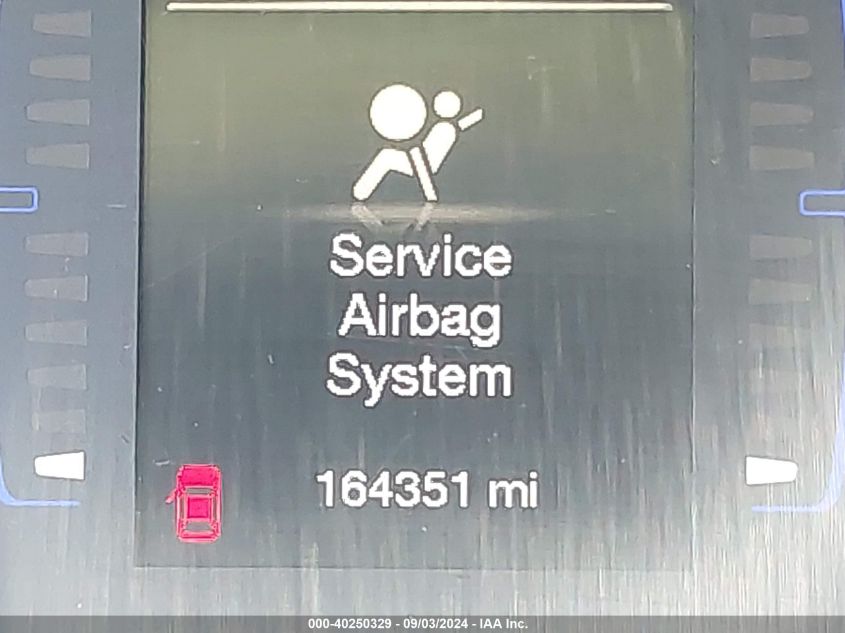 Service
Airbag
System
164351 mi
000-40250329 - 09/03/2024 - IAA Inc.